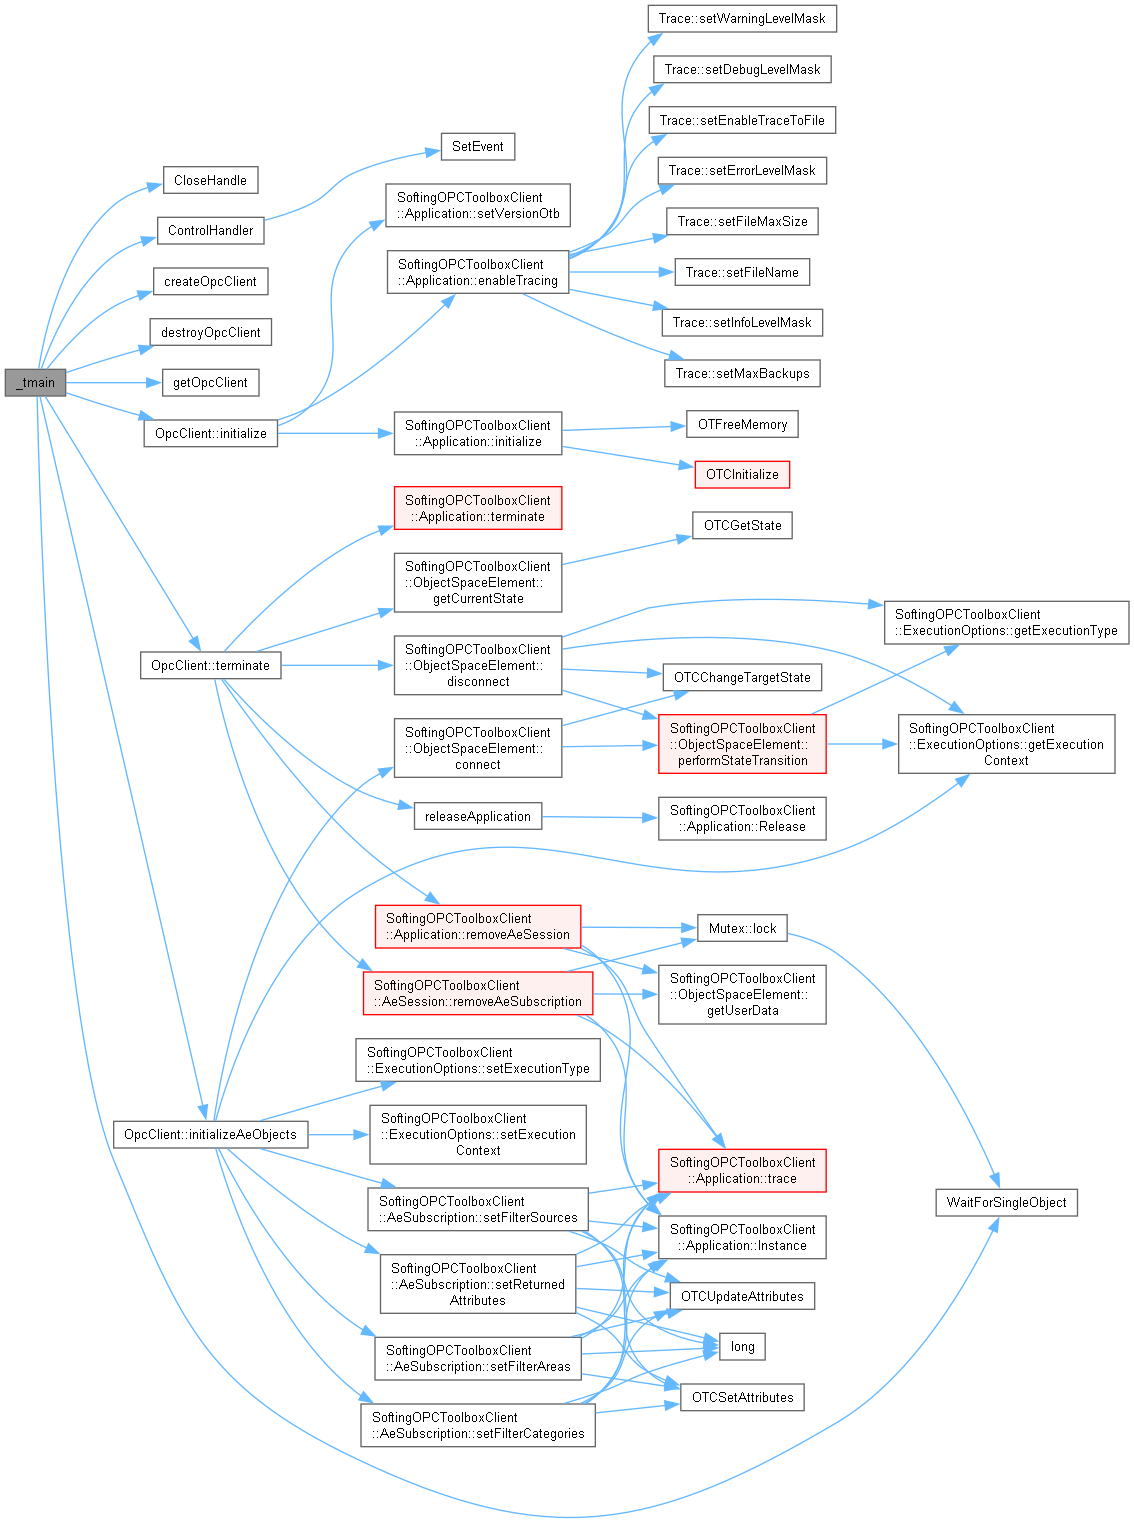 Trace::setWarningLevelMask
Trace::setDebugLevelMask
Trace::setEnableTraceToFile
SetEvent
Trace::setErrorLevelMask
CloseHandle
SoftingOPCToolboxClient
::Application::setVersionOtb
Trace::setFileMaxSize
ControlHandler
SoftingOPCToolboxClient
::Application::enableTracing
Trace::setFileName
createOpcClient
Trace::setInfoLevelMask
destroyOpcClient
Trace::setMaxBackups
_tmain
getOpcClient
OpcClient::initialize
SoftingOPCToolboxClient
::Application::initialize
OTFreeMemory
OTCInitialize
SoftingOPCToolboxClient
::Application::terminate
OTCGetState
SoftingOPCToolboxClient
::ObjectSpaceElement::
getCurrentState
SoftingOPCToolboxClient
::ExecutionOptions::getExecutionType
OpcClient::terminate
SoftingOPCToolboxClient
::ObjectSpaceElement::
disconnect
OTCChangeTargetState
SoftingOPCToolboxClient
::ObjectSpaceElement::
connect
SoftingOPCToolboxClient
::ObjectSpaceElement::
performStateTransition
SoftingOPCToolboxClient
::ExecutionOptions::getExecution
Context
releaseApplication
SoftingOPCToolboxClient
::Application::Release
SoftingOPCToolboxClient
::Application::removeAeSession
Mutex::lock
SoftingOPCToolboxClient
::AeSession::removeAeSubscription
SoftingOPCToolboxClient
::ObjectSpaceElement::
getUserData
SoftingOPCToolboxClient
::ExecutionOptions::setExecutionType
OpcClient::initializeAeObjects
SoftingOPCToolboxClient
::ExecutionOptions::setExecution
Context
SoftingOPCToolboxClient
::Application::trace
SoftingOPCToolboxClient
::AeSubscription::setFilterSources
WaitForSingleObject
SoftingOPCToolboxClient
::Application::Instance
SoftingOPCToolboxClient
::AeSubscription::setReturned
Attributes
OTCUpdateAttributes
SoftingOPCToolboxClient
::AeSubscription::setFilterAreas
long
OTCSetAttributes
SoftingOPCToolboxClient
::AeSubscription::setFilterCategories